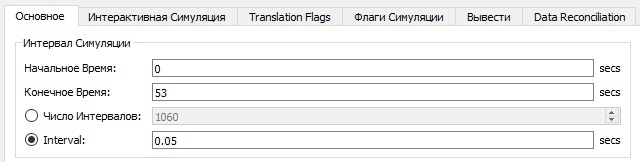 Основное Интерактивная Симуляция Translation Flags Флаги Симуляции Вывести Data Reconciliation
Интервал Симуляции
Начальное Время: 0 secs
Конечное Время: 53 secs
Число Интервалов: 1060
Interval: 0.05 secs